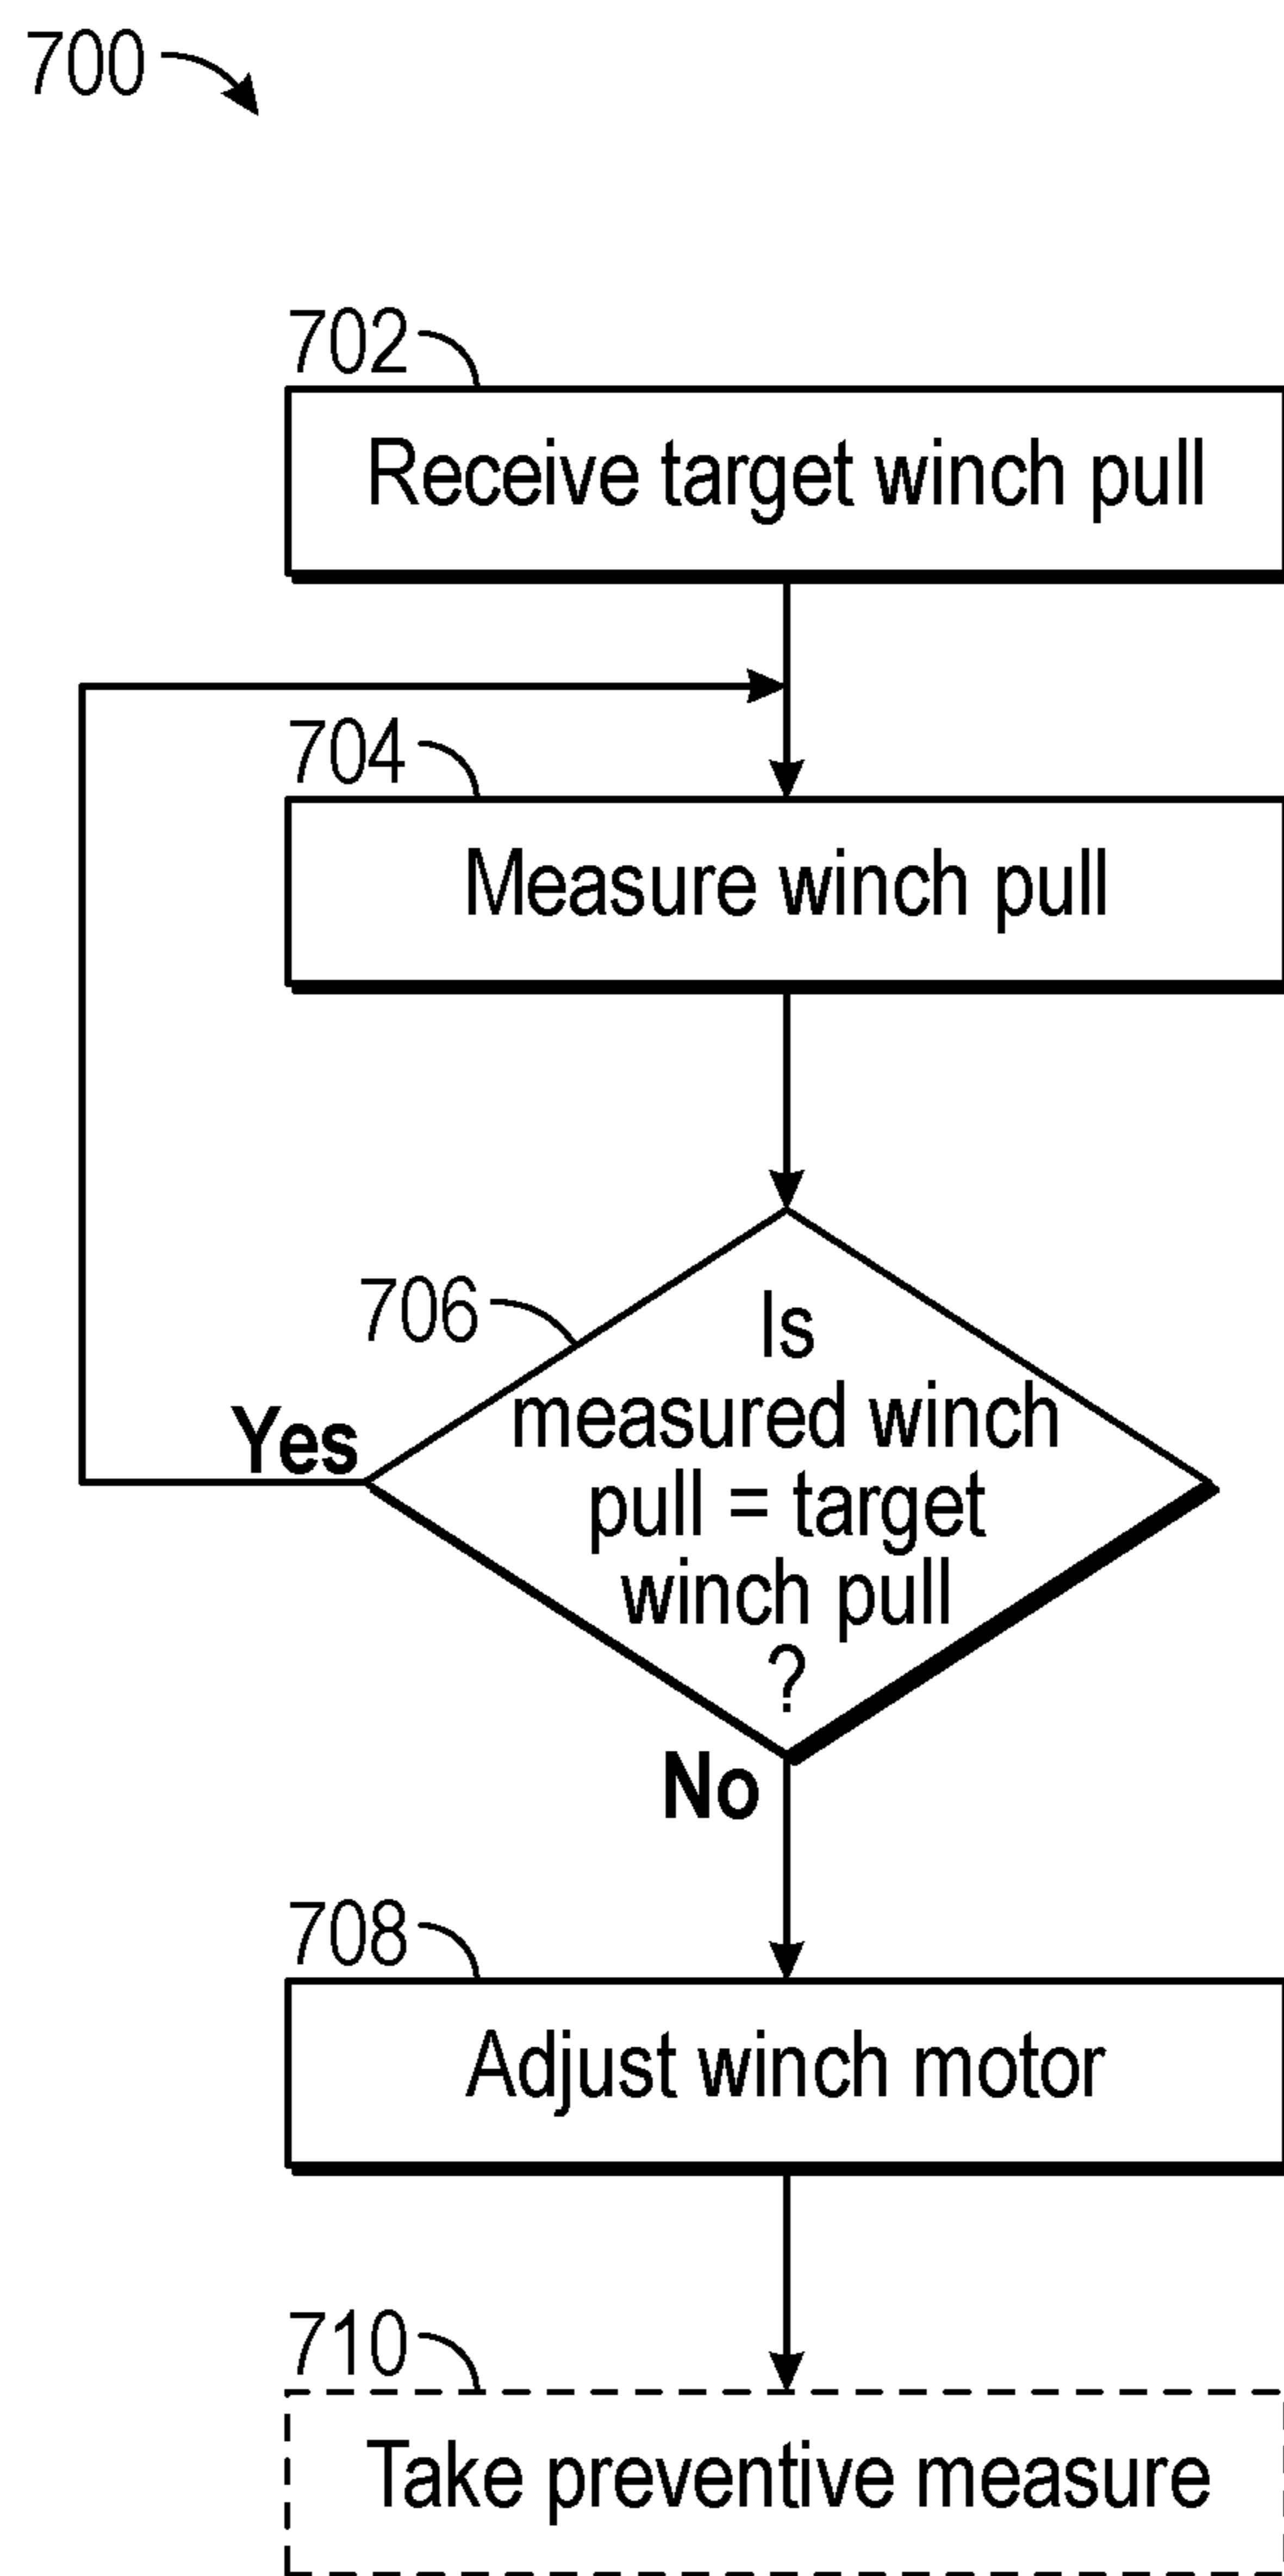 700
702
Receive target winch pull
704
Measure winch pull
706
Is
measured winch
pull = target
winch pull
?
Yes
No
708
Adjust winch motor
710
Take preventive measure